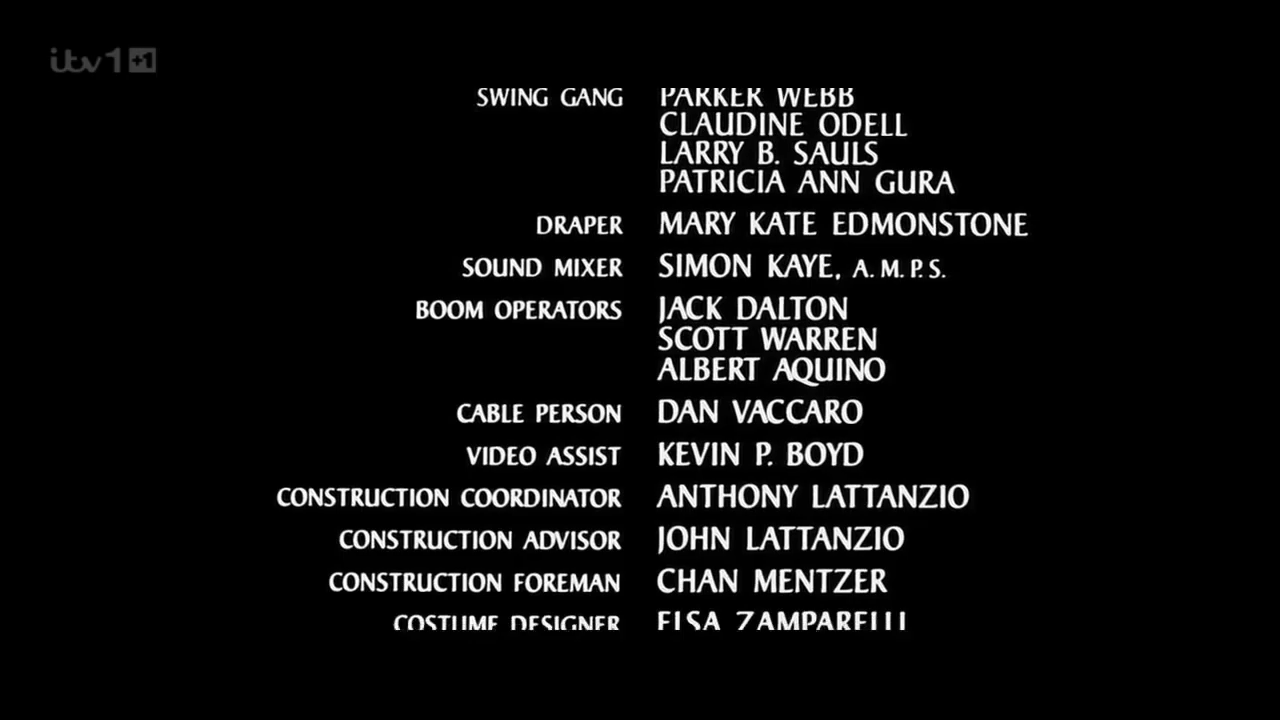 itv1 +1
SWING GANG PARKER WEBB
CLAUDINE ODELL
LARRY B. SAULS
PATRICIA ANN GURA
DRAPER MARY KATE EDMONSTONE
SOUND MIXER SIMON KAYE, A.M.P.S.
BOOM OPERATORS JACK DALTON
SCOTT WARREN
ALBERT AQUINO
CABLE PERSON DAN VACCARO
VIDEO ASSIST KEVIN P. BOYD
CONSTRUCTION COORDINATOR ANTHONY LATTANZIO
CONSTRUCTION ADVISOR JOHN LATTANZIO
CONSTRUCTION FOREMAN CHAN MENTZER
COSTUME DESIGNER ELSA ZAMPARELLI